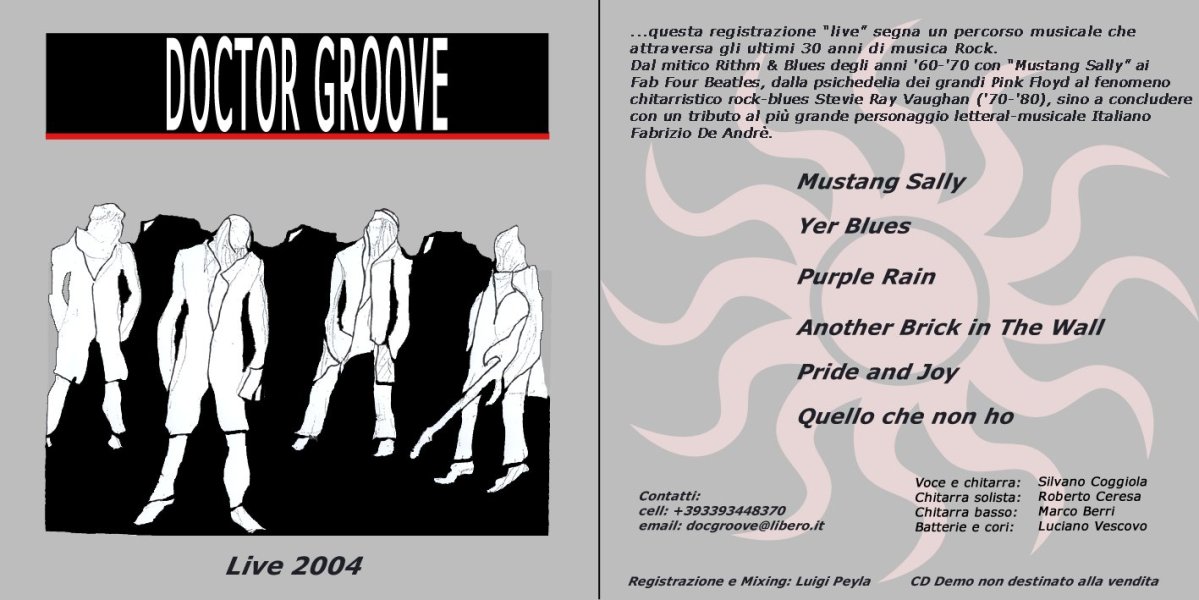 DOCTOR GROOVE
Live 2004
...questa registrazione "live" segna un percorso musicale che
attraversa gli ultimi 30 anni di musica Rock.
Dal mitico Rithm & Blues degli anni '60-'70 con "Mustang Sally" ai
Fab Four Beatles, dalla psichedelia dei grandi Pink Floyd al fenomeno
chitarristico rock-blues Stevie Ray Vaughan ('70-'80), sino a concludere
con un tributo al più grande personaggio letteral-musicale Italiano
Fabrizio De Andrè.
Mustang Sally
Yer Blues
Purple Rain
Another Brick in The Wall
Pride and Joy
Quello che non ho
Contatti:
cell: +393393448370
email: docgroove@libero.it
Voce e chitarra: Silvano Coggiola
Chitarra solista: Roberto Ceresa
Chitarra basso: Marco Berri
Batterie e cori: Luciano Vescovo
Registrazione e Mixing: Luigi Peyla CD Demo non destinato alla vendita